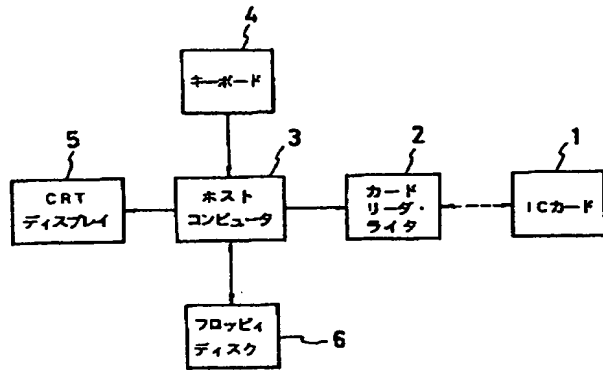 4
キーボード
5
3
2
1
CRT
ディスプレイ
ホスト
コンピュータ
カード
リーダ・
ライタ
ICカード
フロッピィ
ディスク
6